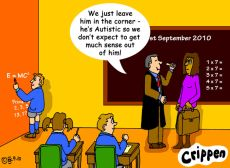 We just leave
him in the corner -
he's Autistic so we
don't expect to get
much sense out
of him!
1st September 2010
E=MC²
1 x 7 =
2 x 7 =
3 x 7 =
4 x 7 =
5 x 7 =
Crippen